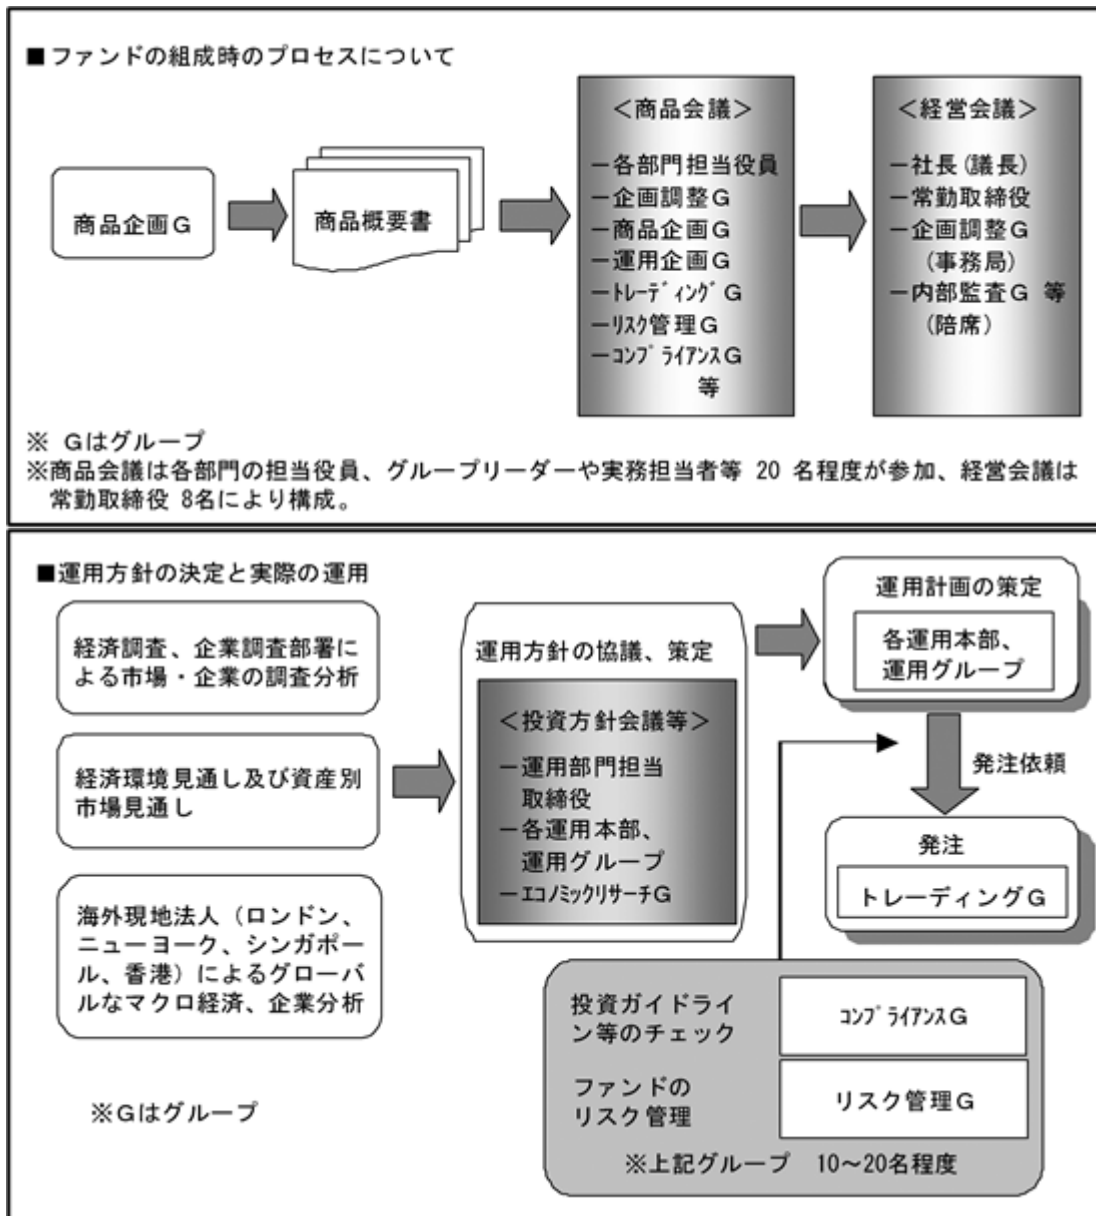 ■ファンドの組成時のプロセスについて
商品企画Ｇ
商品概要書
＜商品会議＞
－各部門担当役員
－企画調整Ｇ
－商品企画Ｇ
－運用企画Ｇ
－ﾄﾚｰﾃﾞｨﾝｸﾞＧ
－ﾘｽｸ管理Ｇ
－ｺﾝﾌﾟﾗｲｱﾝｽＧ
等
＜経営会議＞
－社長(議長)
－常勤取締役
－企画調整Ｇ
(事務局)
－内部監査Ｇ 等
(陪席)
※ Ｇはグループ
※商品会議は各部門の担当役員、グループリーダーや実務担当者等 20 名程度が参加、経営会議は
常勤取締役 8名により構成。
■運用方針の決定と実際の運用
経済調査、企業調査部署に
よる市場・企業の調査分析
経済環境見通し及び資産別
市場見通し
海外現地法人（ロンドン、
ニューヨーク、シンガポー
ル、香港）によるグローバ
ルなマクロ経済、企業分析
※Ｇはグループ
運用方針の協議、策定
＜投資方針会議等＞
－運用部門担当
取締役
－各運用本部、
運用グループ
－ｴｺﾉﾐｯｸﾘｻｰﾁＧ
運用計画の策定
各運用本部、
運用グループ
発注依頼
発注
トレーディングＧ
投資ガイドライ
ン等のチェック
ｺﾝﾌﾟﾗｲｱﾝｽＧ
ファンドの
リスク管理
リスク管理Ｇ
※上記グループ 10～20名程度